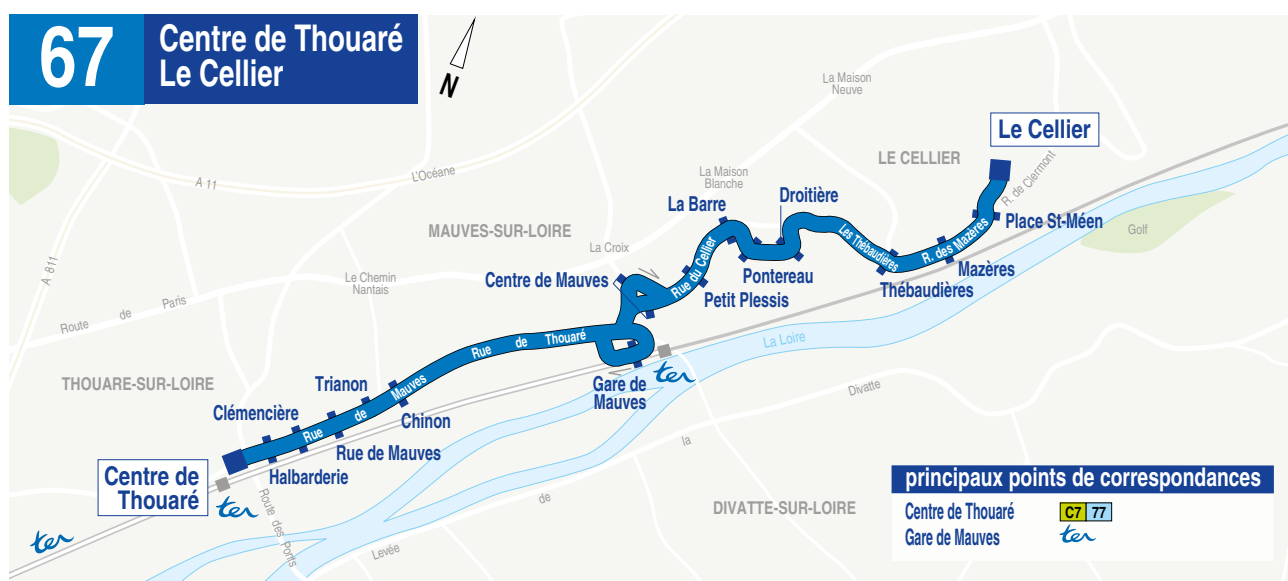 67
Centre de Thouaré
Le Cellier
N
La Maison
Neuve
Le Cellier
LE CELLIER
A 11
L'Océane
La Maison
Blanche
R. de Clermont
Droitière
La Barre
Place St-Méen
Golf
MAUVES-SUR-LOIRE
La Croix
Les Thébaudières
R. des Mazères
A 811
Le Chemin
Nantais
Centre de Mauves
Rue du Cellier
Pontereau
Mazères
Petit Plessis
Thébaudières
Route de Paris
Rue de Thouaré
La Loire
ter
THOUARE-SUR-LOIRE
Trianon
Rue de Mauves
Gare de
Mauves
Divatte
Clémencière
Chinon
Rue de Mauves
Halbarderie
Centre de
Thouaré
ter
Route des Ponts
ter
Levée de la
DIVATTE-SUR-LOIRE
principaux points de correspondances
Centre de Thouaré C7 77
Gare de Mauves ter